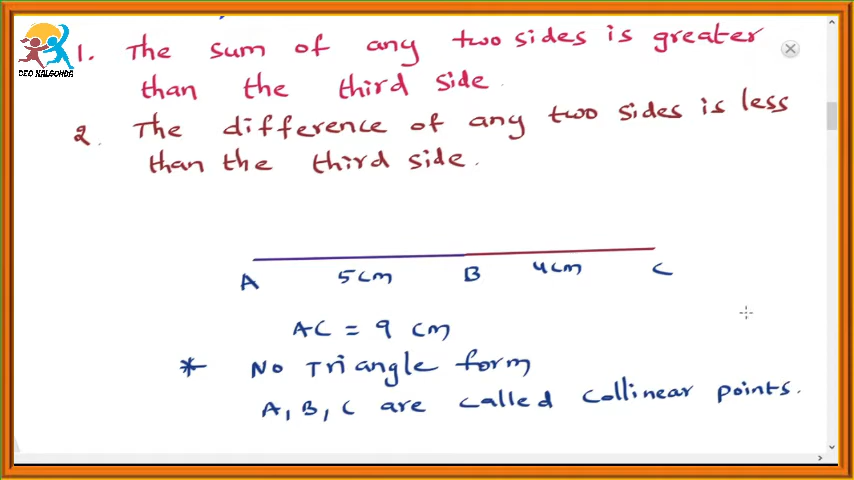 1. The sum of any two sides is greater
than the third side.
2. The difference of any two sides is less
than the third side.
A 5cm B 4cm C
AC = 9 cm
* No Triangle form
A, B, C are called collinear points.
DEO NALGONDA